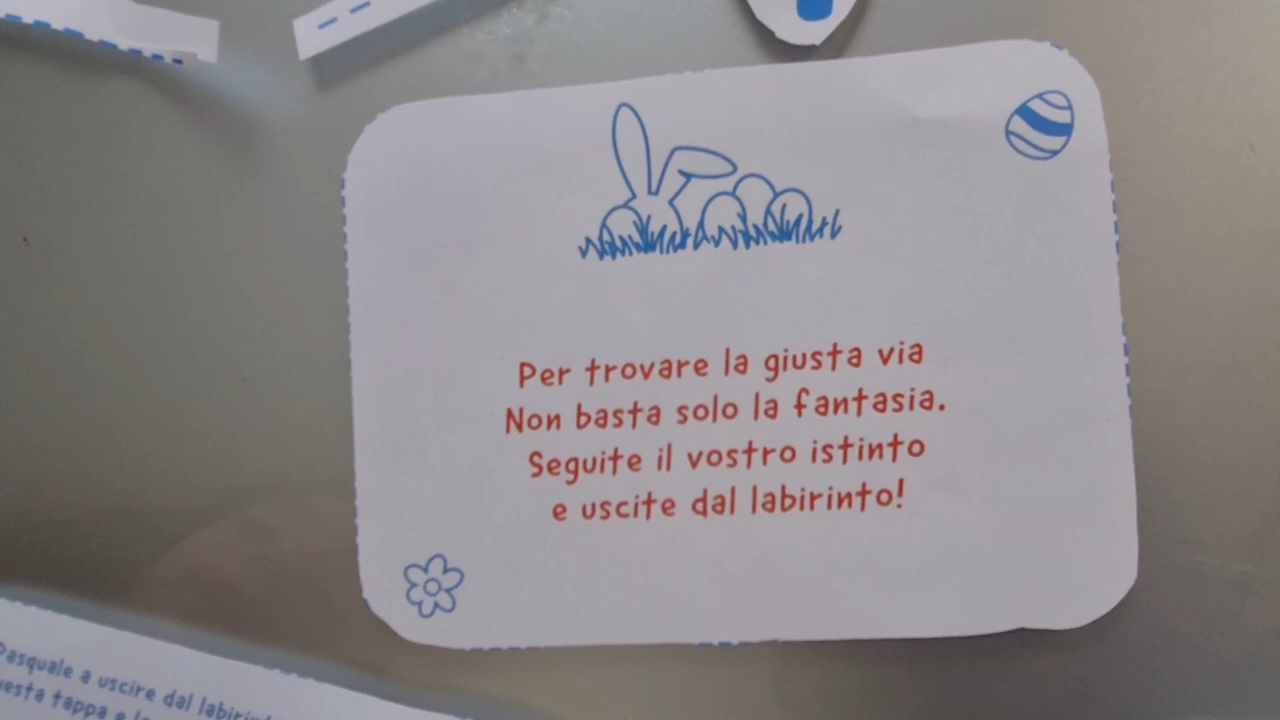 Per trovare la giusta via
Non basta solo la fantasia.
Seguite il vostro istinto
e uscite dal labirinto!
Pasquale a uscire dal
tappa e